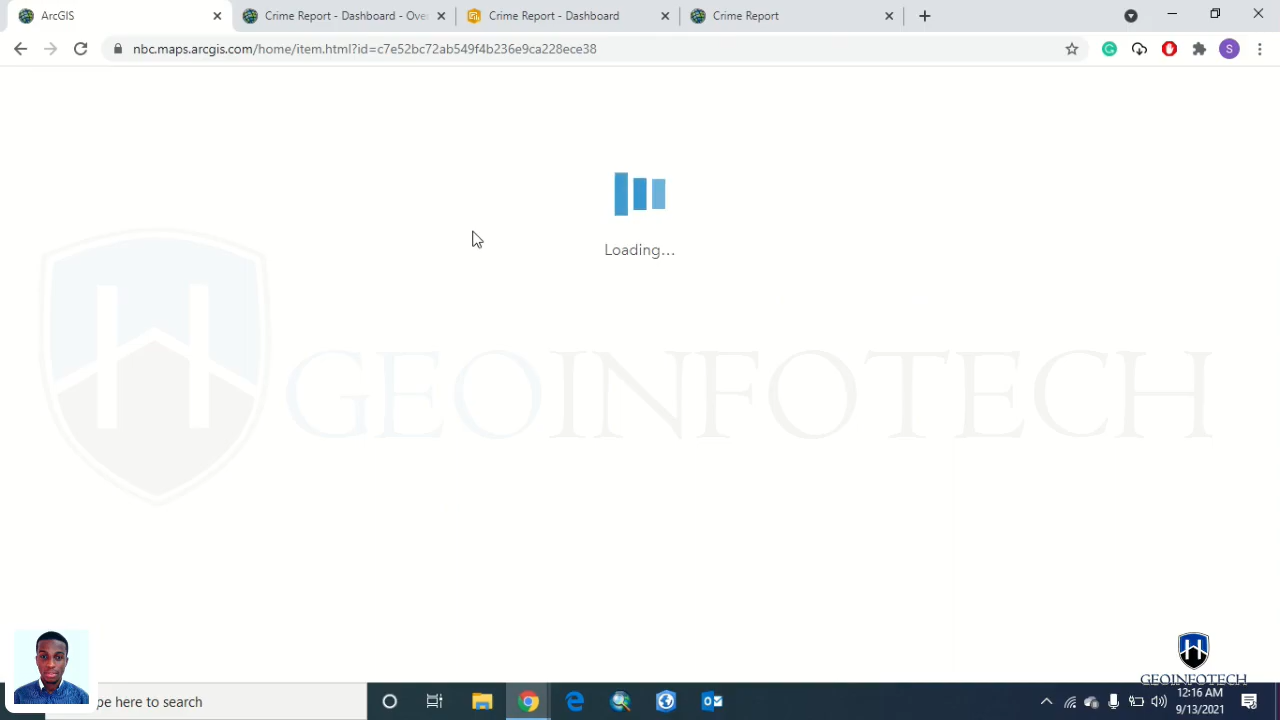 ArcGIS
Crime Report - Dashboard - Ove
Crime Report - Dashboard
Crime Report
nbc.maps.arcgis.com/home/item.html?id=c7e52bc72ab549f4b236e9ca228ece38
S
Loading...
GEOINFOTECH
GEOINFOTECH
pe here to search
12:16 AM
9/13/2021